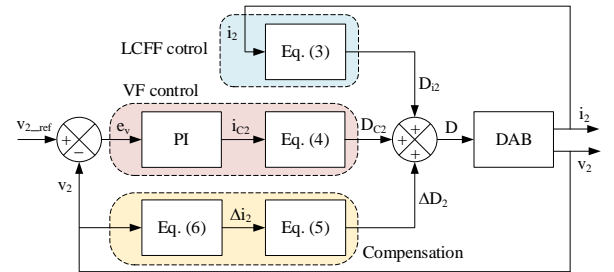 i2
LCFF cotrol
Eq. (3)
Di2
VF control
v2_ref
+
−
ev
PI
iC2
Eq. (4)
DC2
+
+
+
D
DAB
i2
v2
v2
Eq. (6)
Δi2
Eq. (5)
ΔD2
Compensation